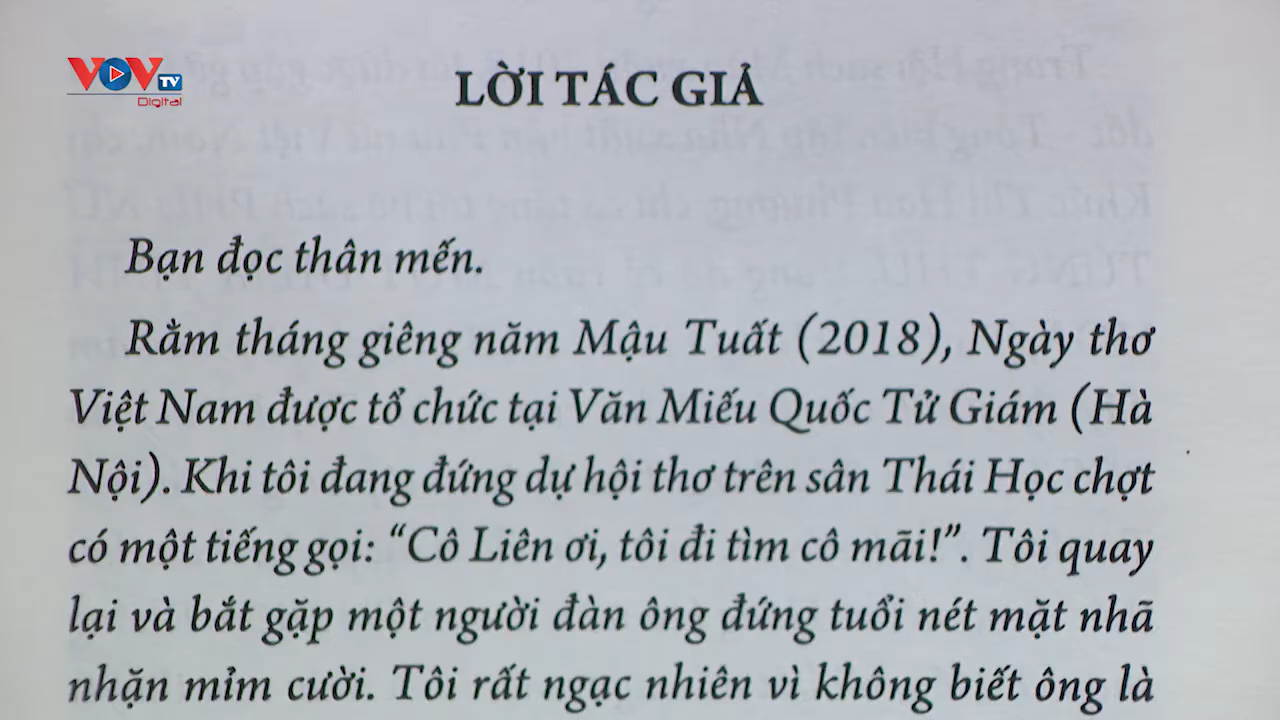 VOVTV
Digital
LỜI TÁC GIẢ
Bạn đọc thân mến.
Rằm tháng giêng năm Mậu Tuất (2018), Ngày thơ
Việt Nam được tổ chức tại Văn Miếu Quốc Tử Giám (Hà
Nội). Khi tôi đang đứng dự hội thơ trên sân Thái Học chợt
có một tiếng gọi: “Cô Liên ơi, tôi đi tìm cô mãi!”. Tôi quay
lại và bắt gặp một người đàn ông đứng tuổi nét mặt nhã
nhặn mỉm cười. Tôi rất ngạc nhiên vì không biết ông là